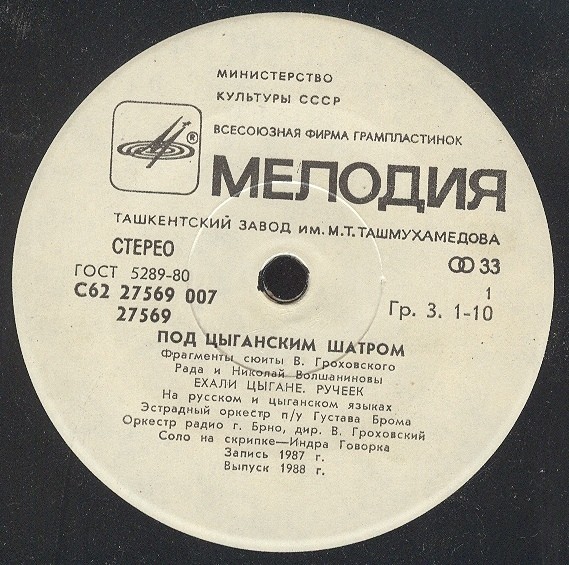 МИНИСТЕРСТВО
КУЛЬТУРЫ СССР
ВСЕСОЮЗНАЯ ФИРМА ГРАМПЛАСТИНОК
®
МЕЛОДИЯ
ТАШКЕНТСКИЙ ЗАВОД ИМ. М.Т. ТАШМУХАМЕДОВА
СТЕРЕО
33
ГОСТ 5289-80
1
С62 27569 007
Гр. 3. 1-10
27569
ПОД ЦЫГАНСКИМ ШАТРОМ
Фрагменты сюиты В. Гроховского
Рада и Николай Волшаниновы
ЕХАЛИ ЦЫГАНЕ. РУЧЕЕК
На русском и цыганском языках
Эстрадный оркестр п/у Густава Брома
Оркестр радио г. Брно, дир. В. Гроховский
Соло на скрипке—Индра Говорка
Запись 1987 г.
Выпуск 1988 г.